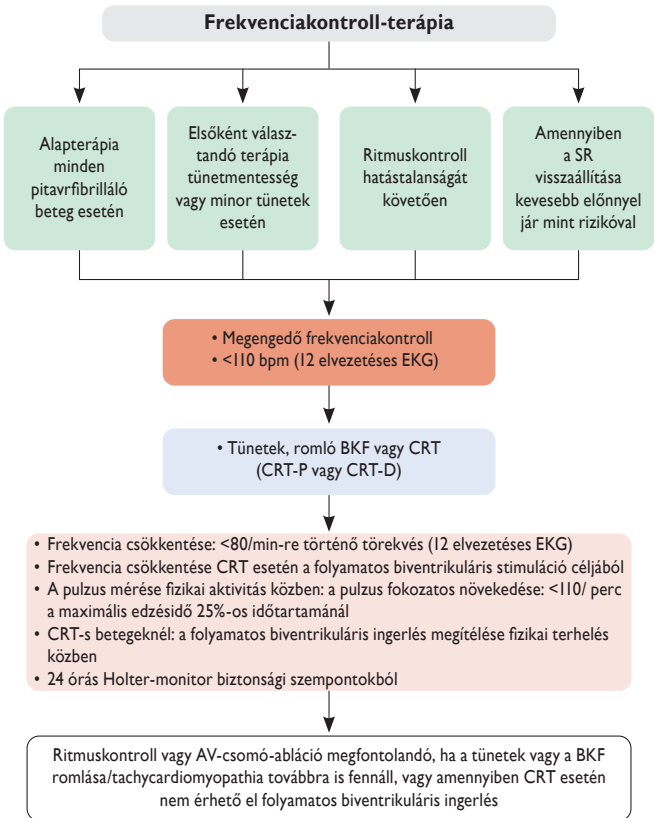 Frekvenciakontroll-terápia
Alapterápia
minden
pitavrfibrilláló
beteg esetén
Elsőként válasz-
tandó terápia
tünetmentesség
vagy minor tünetek
esetén
Ritmuskontroll
hatástalanságát
követően
Amennyiben
a SR
visszaállítása
kevesebb előnnyel
jár mint rizikóval
• Megengedő frekvenciakontroll
• <110 bpm (12 elvezetéses EKG)
• Tünetek, romló BKF vagy CRT
(CRT-P vagy CRT-D)
• Frekvencia csökkentése: <80/min-re történő törekvés (12 elvezetéses EKG)
• Frekvencia csökkentése CRT esetén a folyamatos biventrikuláris stimuláció céljából
• A pulzus mérése fizikai aktivitás közben: a pulzus fokozatos növekedése: <110/ perc
a maximális edzésidő 25%-os időtartamánál
• CRT-s betegeknél: a folyamatos biventrikuláris ingerlés megítélése fizikai terhelés
közben
• 24 órás Holter-monitor biztonsági szempontokból
Ritmuskontroll vagy AV-csomó-abláció megfontolandó, ha a tünetek vagy a BKF
romlása/tachycardiomyopathia továbbra is fennáll, vagy amennyiben CRT esetén
nem érhető el folyamatos biventrikuláris ingerlés